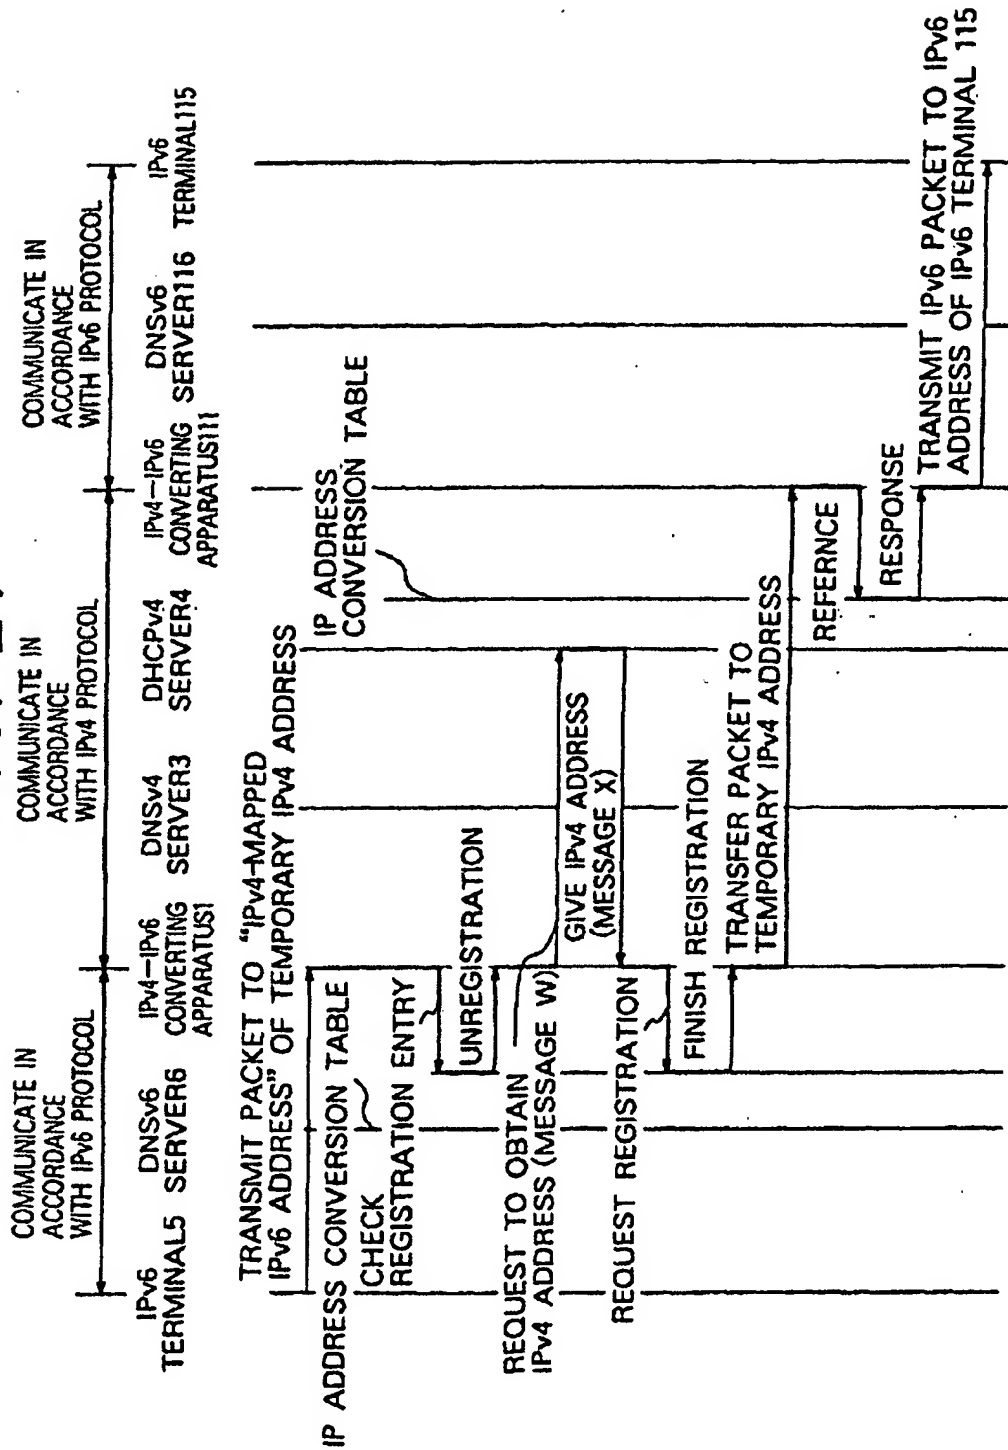 COMMUNICATE IN
ACCORDANCE
WITH IPv6 PROTOCOL
COMMUNICATE IN
ACCORDANCE
WITH IPv4 PROTOCOL
COMMUNICATE IN
ACCORDANCE
WITH IPv6 PROTOCOL
IPv6
TERMINAL5
DNSv6
SERVER6
IPv4-IPv6
CONVERTING
APPARATUS1
DNSv4
SERVER3
DHCPv4
SERVER4
IPv4-IPv6
CONVERTING
APPARATUS111
DNSv6
SERVER116
IPv6
TERMINAL115
TRANSMIT PACKET TO "IPv4-MAPPED
IPv6 ADDRESS" OF TEMPORARY IPv4 ADDRESS
IP ADDRESS CONVERSION TABLE
IP ADDRESS
CONVERSION TABLE
CHECK
REGISTRATION ENTRY
UNREGISTRATION
REQUEST TO OBTAIN
IPv4 ADDRESS (MESSAGE W)
GIVE IPv4 ADDRESS
(MESSAGE X)
REQUEST REGISTRATION
FINISH REGISTRATION
TRANSFER PACKET TO
TEMPORARY IPv4 ADDRESS
REFERNCE
RESPONSE
TRANSMIT IPv6 PACKET TO IPv6
ADDRESS OF IPv6 TERMINAL 115